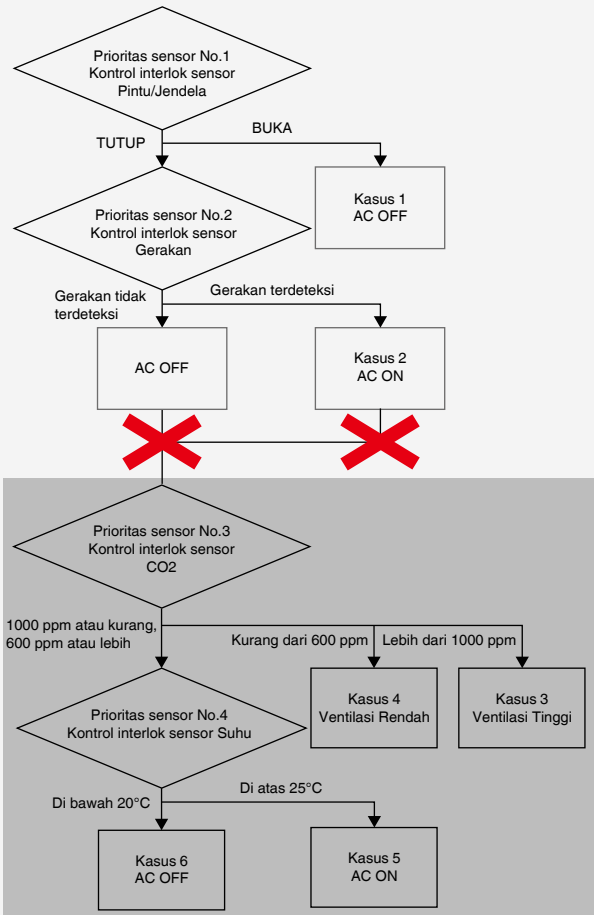 Prioritas sensor No.1
Kontrol interlok sensor
Pintu/Jendela
TUTUP
BUKA
Kasus 1
AC OFF
Prioritas sensor No.2
Kontrol interlok sensor
Gerakan
Gerakan tidak
terdeteksi
Gerakan terdeteksi
AC OFF
Kasus 2
AC ON
Prioritas sensor No.3
Kontrol interlok sensor
CO2
1000 ppm atau kurang,
600 ppm atau lebih
Kurang dari 600 ppm
Lebih dari 1000 ppm
Prioritas sensor No.4
Kontrol interlok sensor Suhu
Kasus 4
Ventilasi Rendah
Kasus 3
Ventilasi Tinggi
Di bawah 20°C
Di atas 25°C
Kasus 6
AC OFF
Kasus 5
AC ON